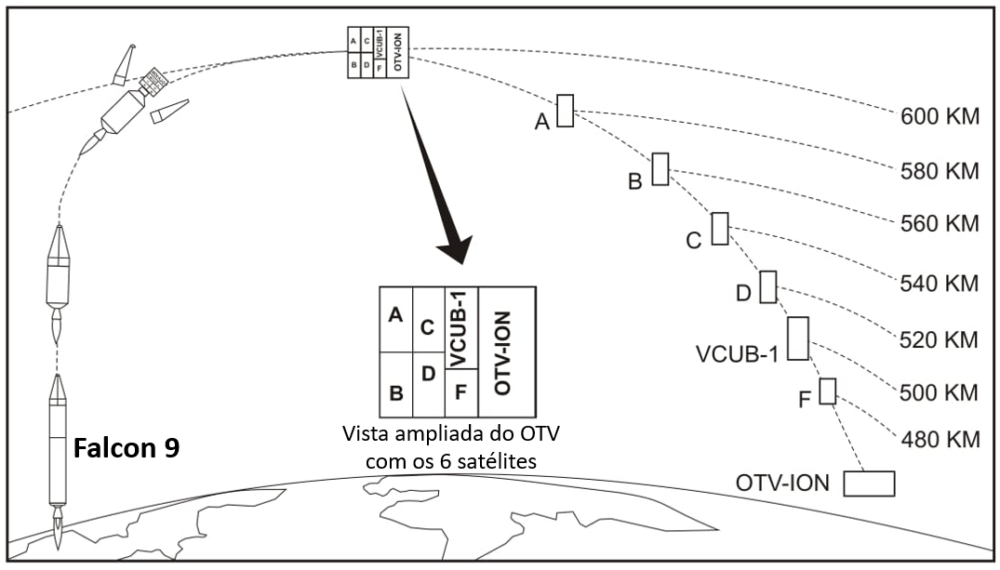 A C VCUB-1 OTV-ION
B D F
A
600 KM
580 KM
B
560 KM
C
540 KM
D
520 KM
VCUB-1
500 KM
F
480 KM
OTV-ION
A C VCUB-1 OTV-ION
B D F
Vista ampliada do OTV
com os 6 satélites
Falcon 9